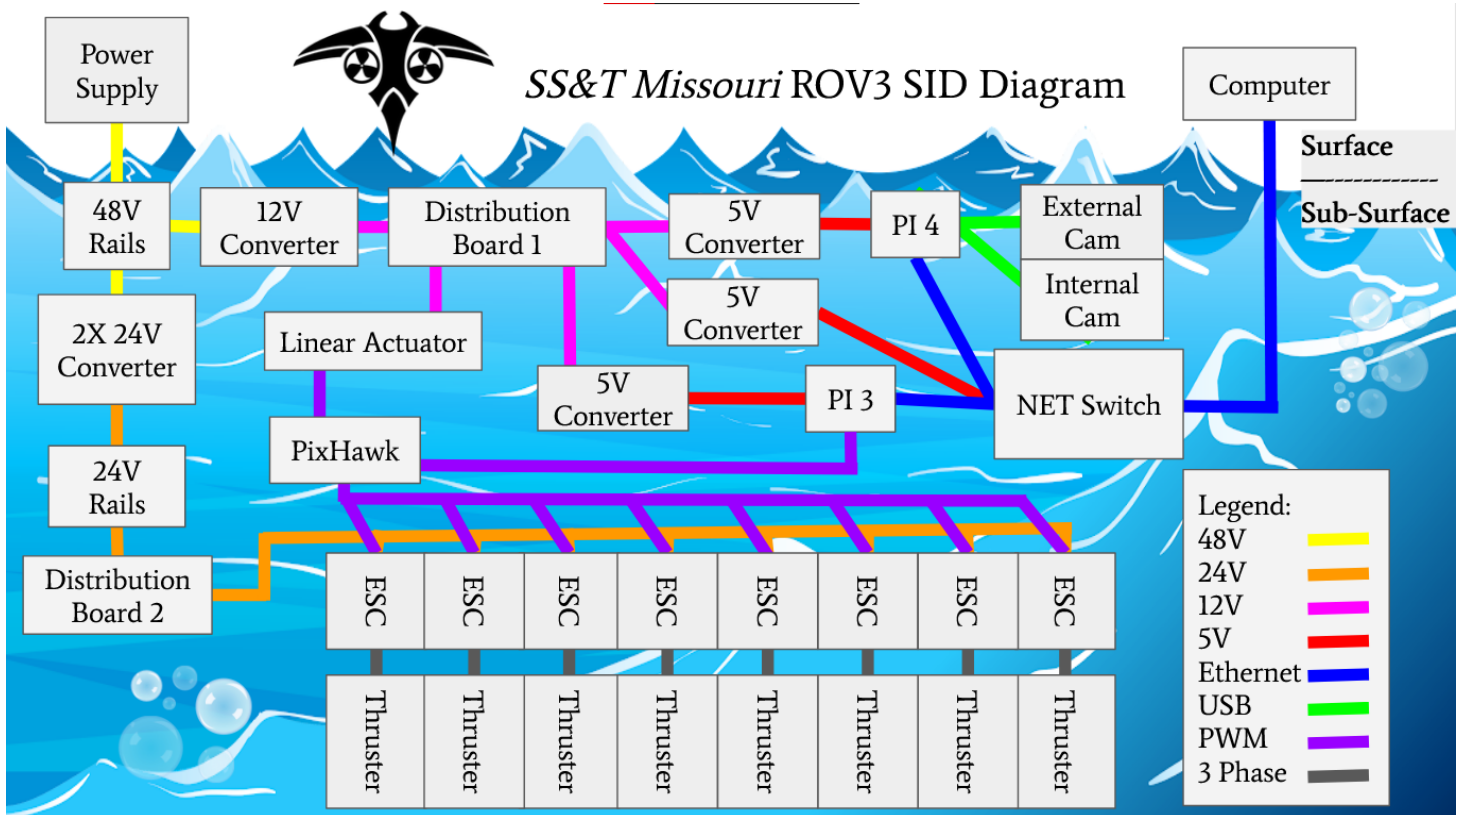 SS&T Missouri ROV3 SID Diagram
Power
Supply
Computer
Surface
Sub-Surface
48V
Rails
12V
Converter
Distribution
Board 1
5V
Converter
PI 4
External
Cam
Internal
Cam
5V
Converter
2X 24V
Converter
Linear Actuator
5V
Converter
PI 3
NET Switch
PixHawk
24V
Rails
Distribution
Board 2
ESC
ESC
ESC
ESC
ESC
ESC
ESC
ESC
Thruster
Thruster
Thruster
Thruster
Thruster
Thruster
Thruster
Thruster
Legend:
48V
24V
12V
5V
Ethernet
USB
PWM
3 Phase